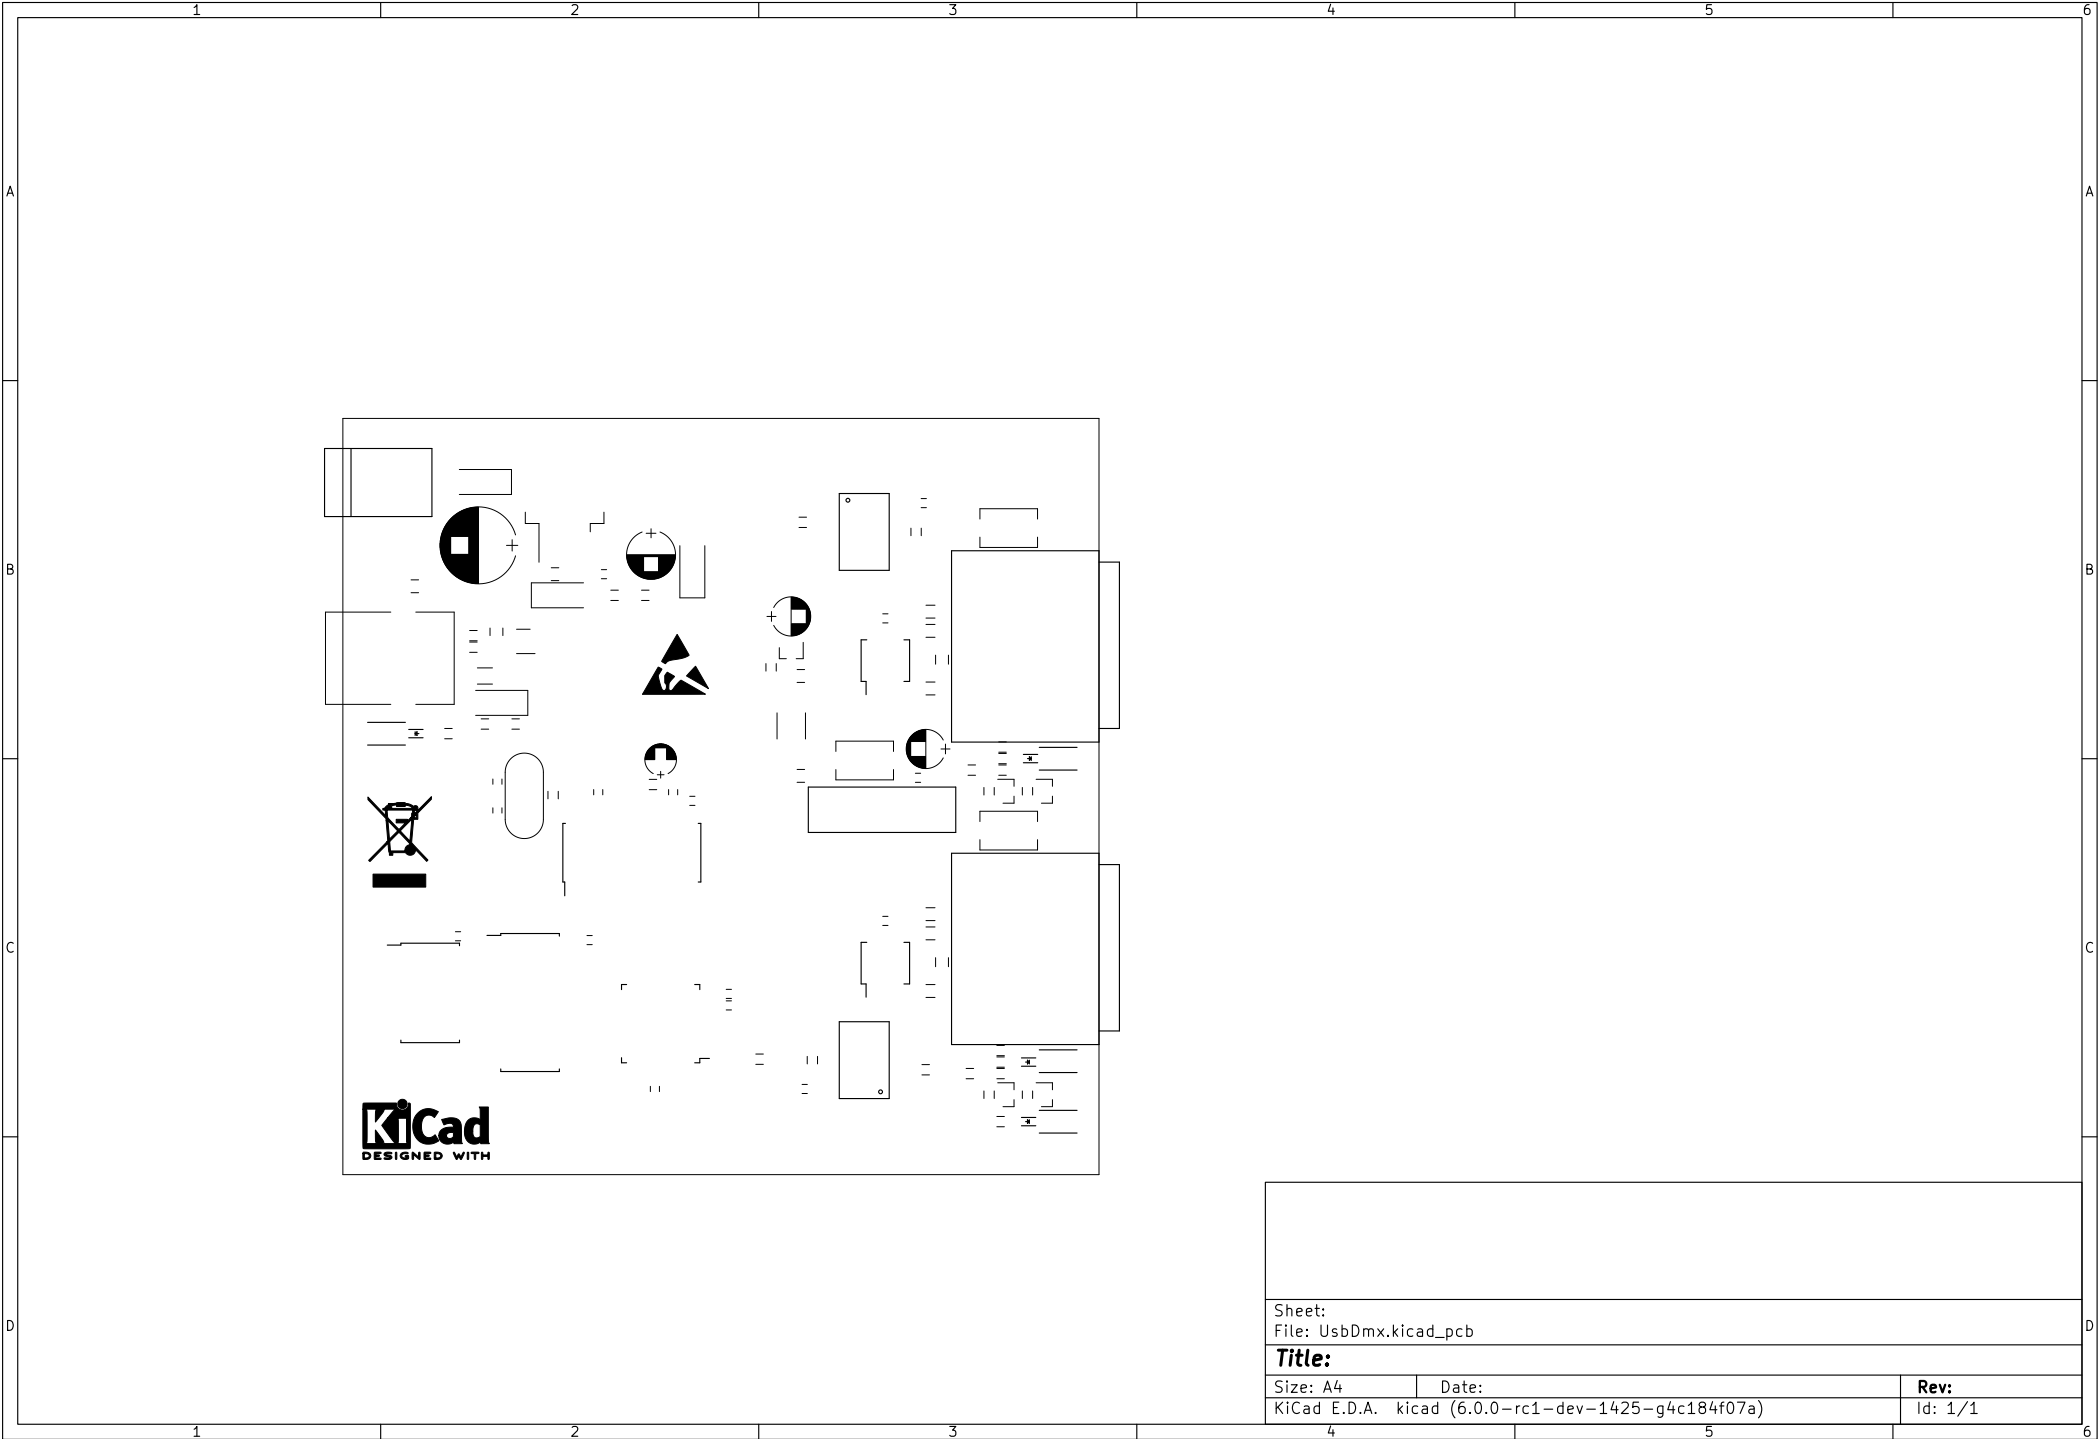 1 2 3 4 5 6
A A
B B
KiCad
DESIGNED WITH
C C
D D
Sheet:
File: UsbDmx.kicad_pcb
Title:
Size: A4 Date: Rev:
KiCad E.D.A. kicad (6.0.0-rc1-dev-1425-g4c184f07a) Id: 1/1
1 2 3 4 5 6